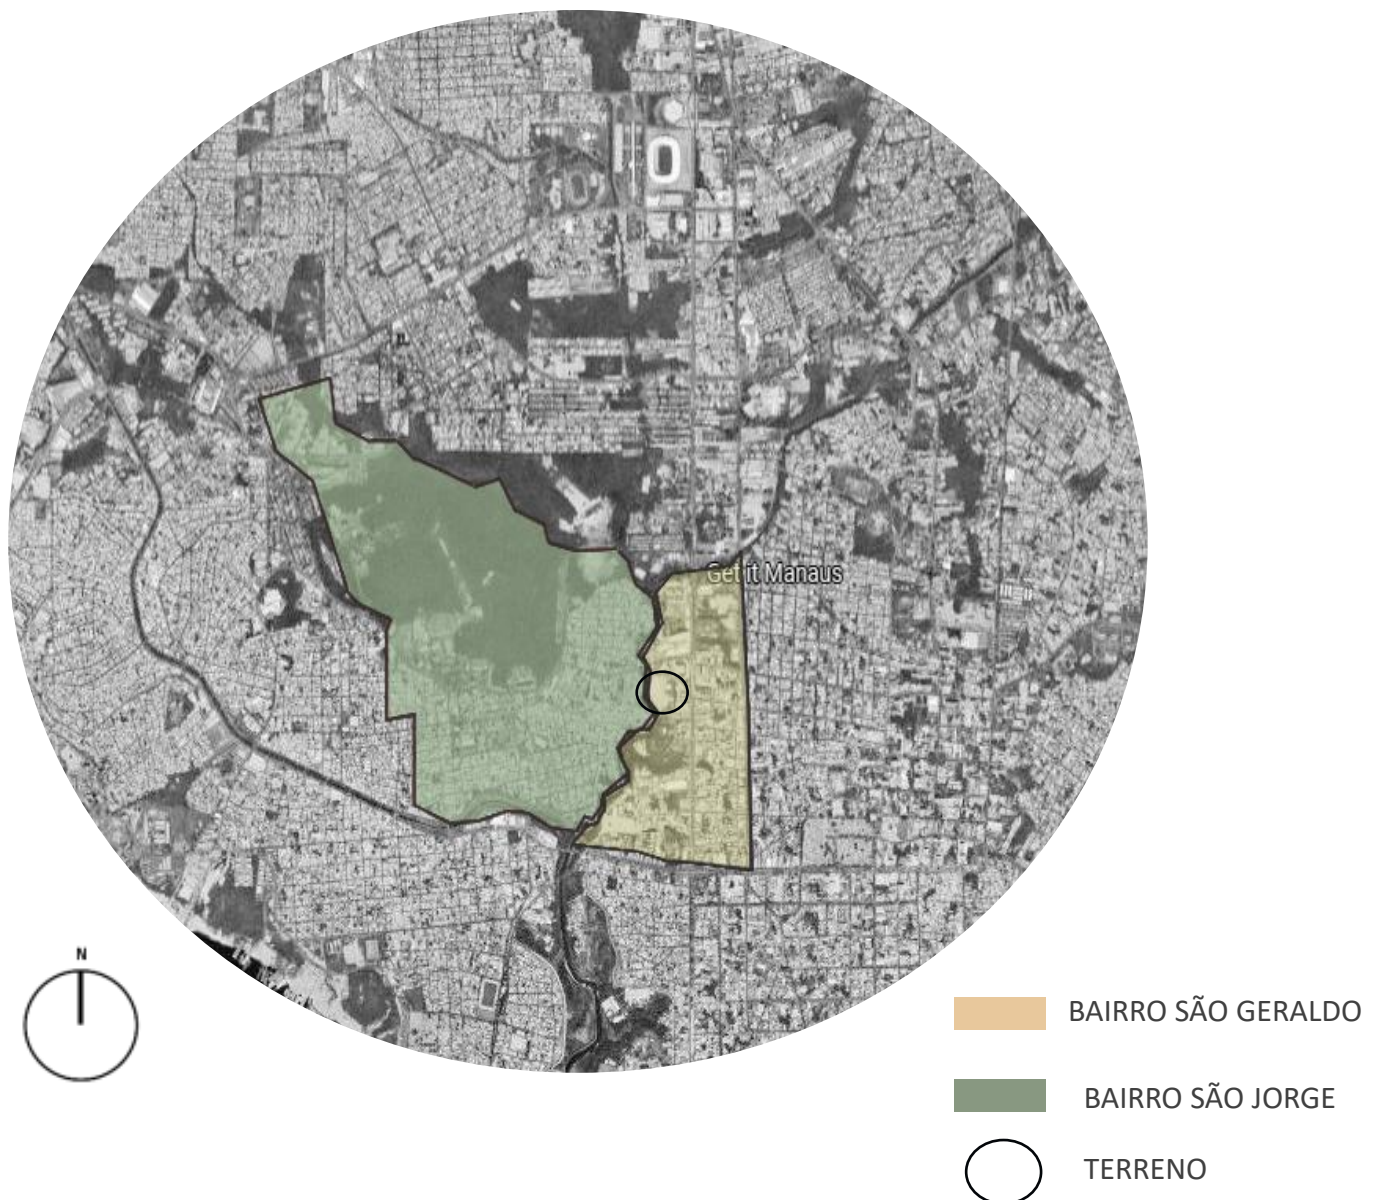 Get it Manaus
N
BAIRRO SÃO GERALDO
BAIRRO SÃO JORGE
TERRENO